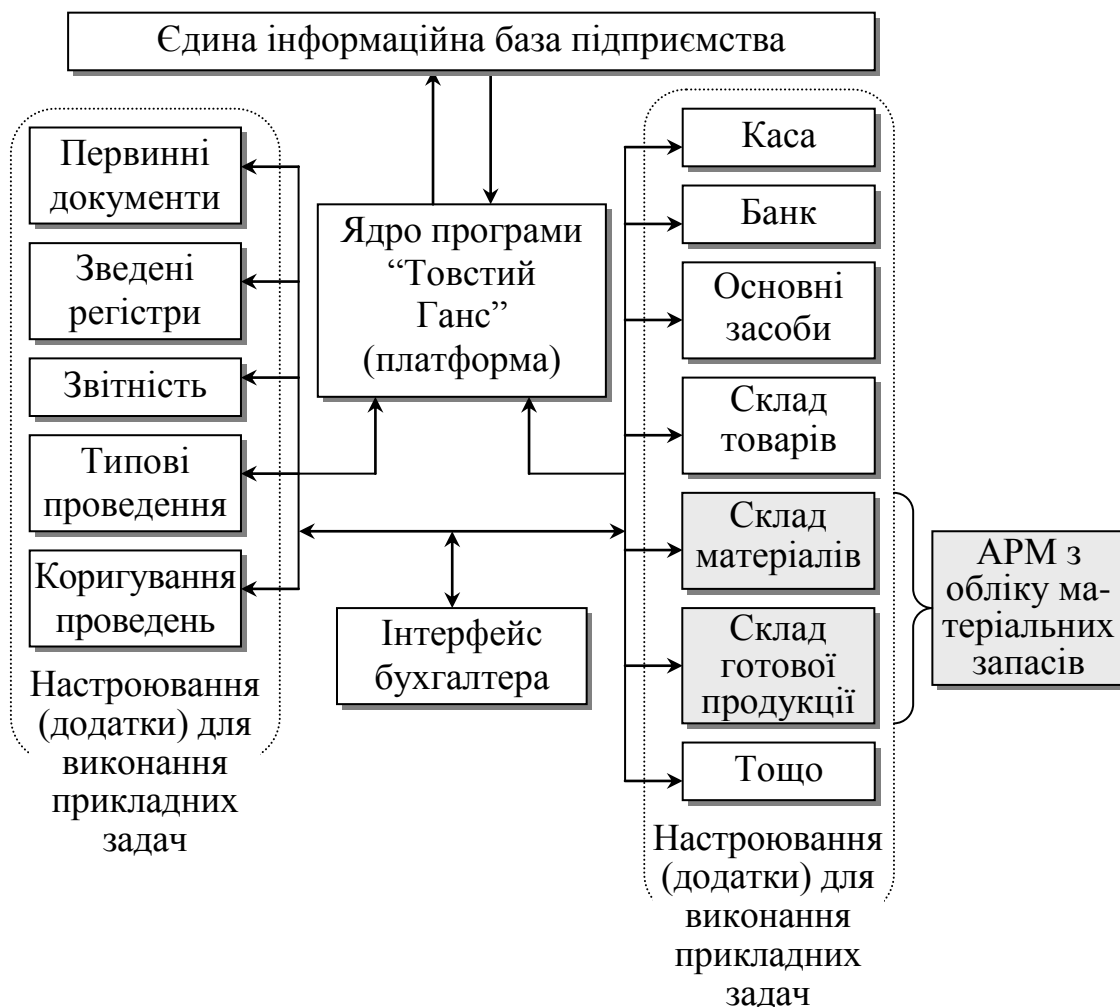 Єдина інформаційна база підприємства
Первинні
документи
Зведені
регістри
Звітність
Типові
проведення
Коригування
проведень
Настроювання
(додатки) для
виконання
прикладних
задач
Ядро програми
“Товстий
Ганс”
(платформа)
Інтерфейс
бухгалтера
Каса
Банк
Основні
засоби
Склад
товарів
Склад
матеріалів
Склад
готової
продукції
Тощо
Настроювання
(додатки) для
виконання
прикладних
задач
АРМ з
обліку ма-
теріальних
запасів